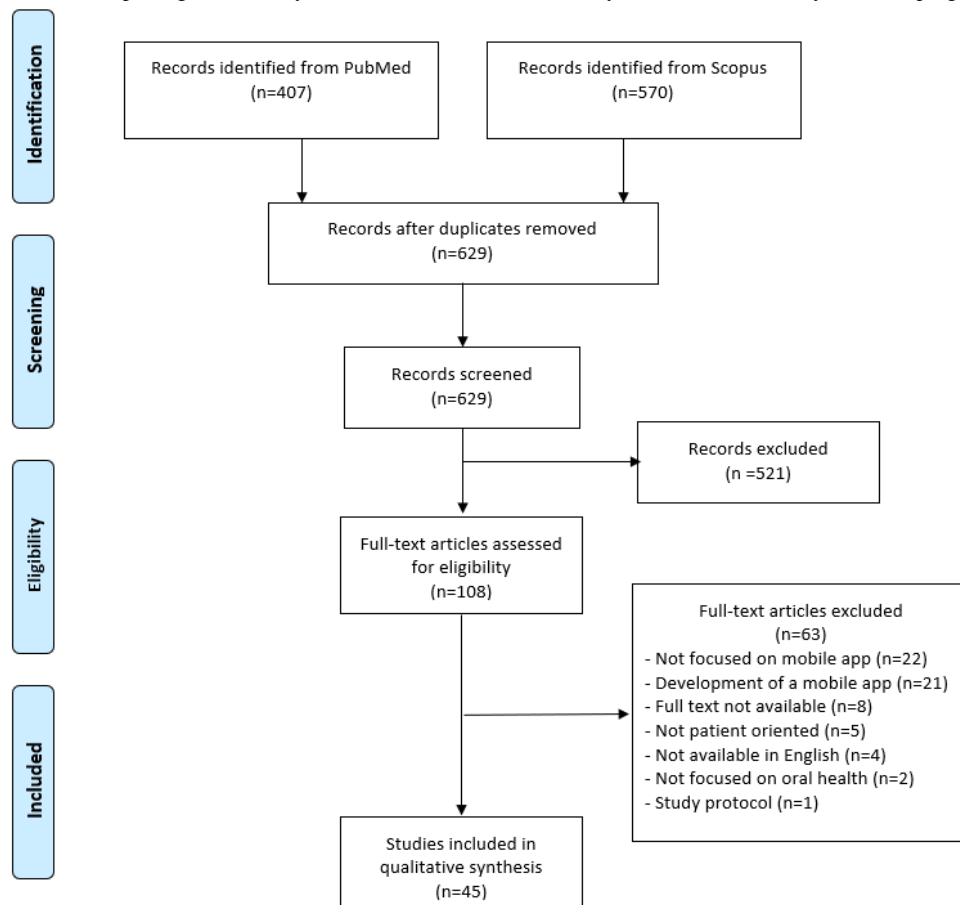 Identification
Records identified from PubMed
(n=407)
Records identified from Scopus
(n=570)
Records after duplicates removed
(n=629)
Screening
Records screened
(n=629)
Records excluded
(n =521)
Eligibility
Full-text articles assessed
for eligibility
(n=108)
Full-text articles excluded
(n=63)
- Not focused on mobile app (n=22)
- Development of a mobile app (n=21)
- Full text not available (n=8)
- Not patient oriented (n=5)
- Not available in English (n=4)
- Not focused on oral health (n=2)
- Study protocol (n=1)
Included
Studies included in
qualitative synthesis
(n=45)